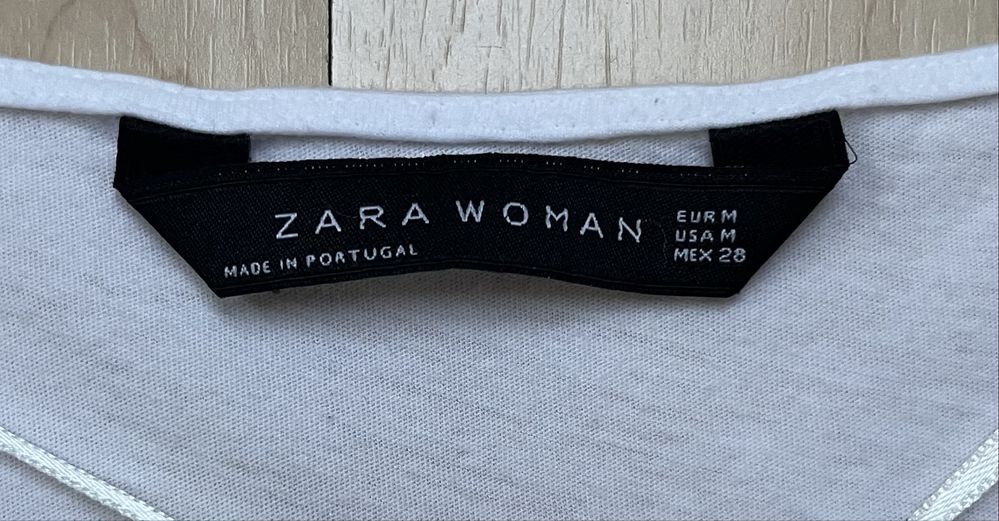 ZARA WOMAN
MADE IN PORTUGAL
EUR M
USA M
MEX 28